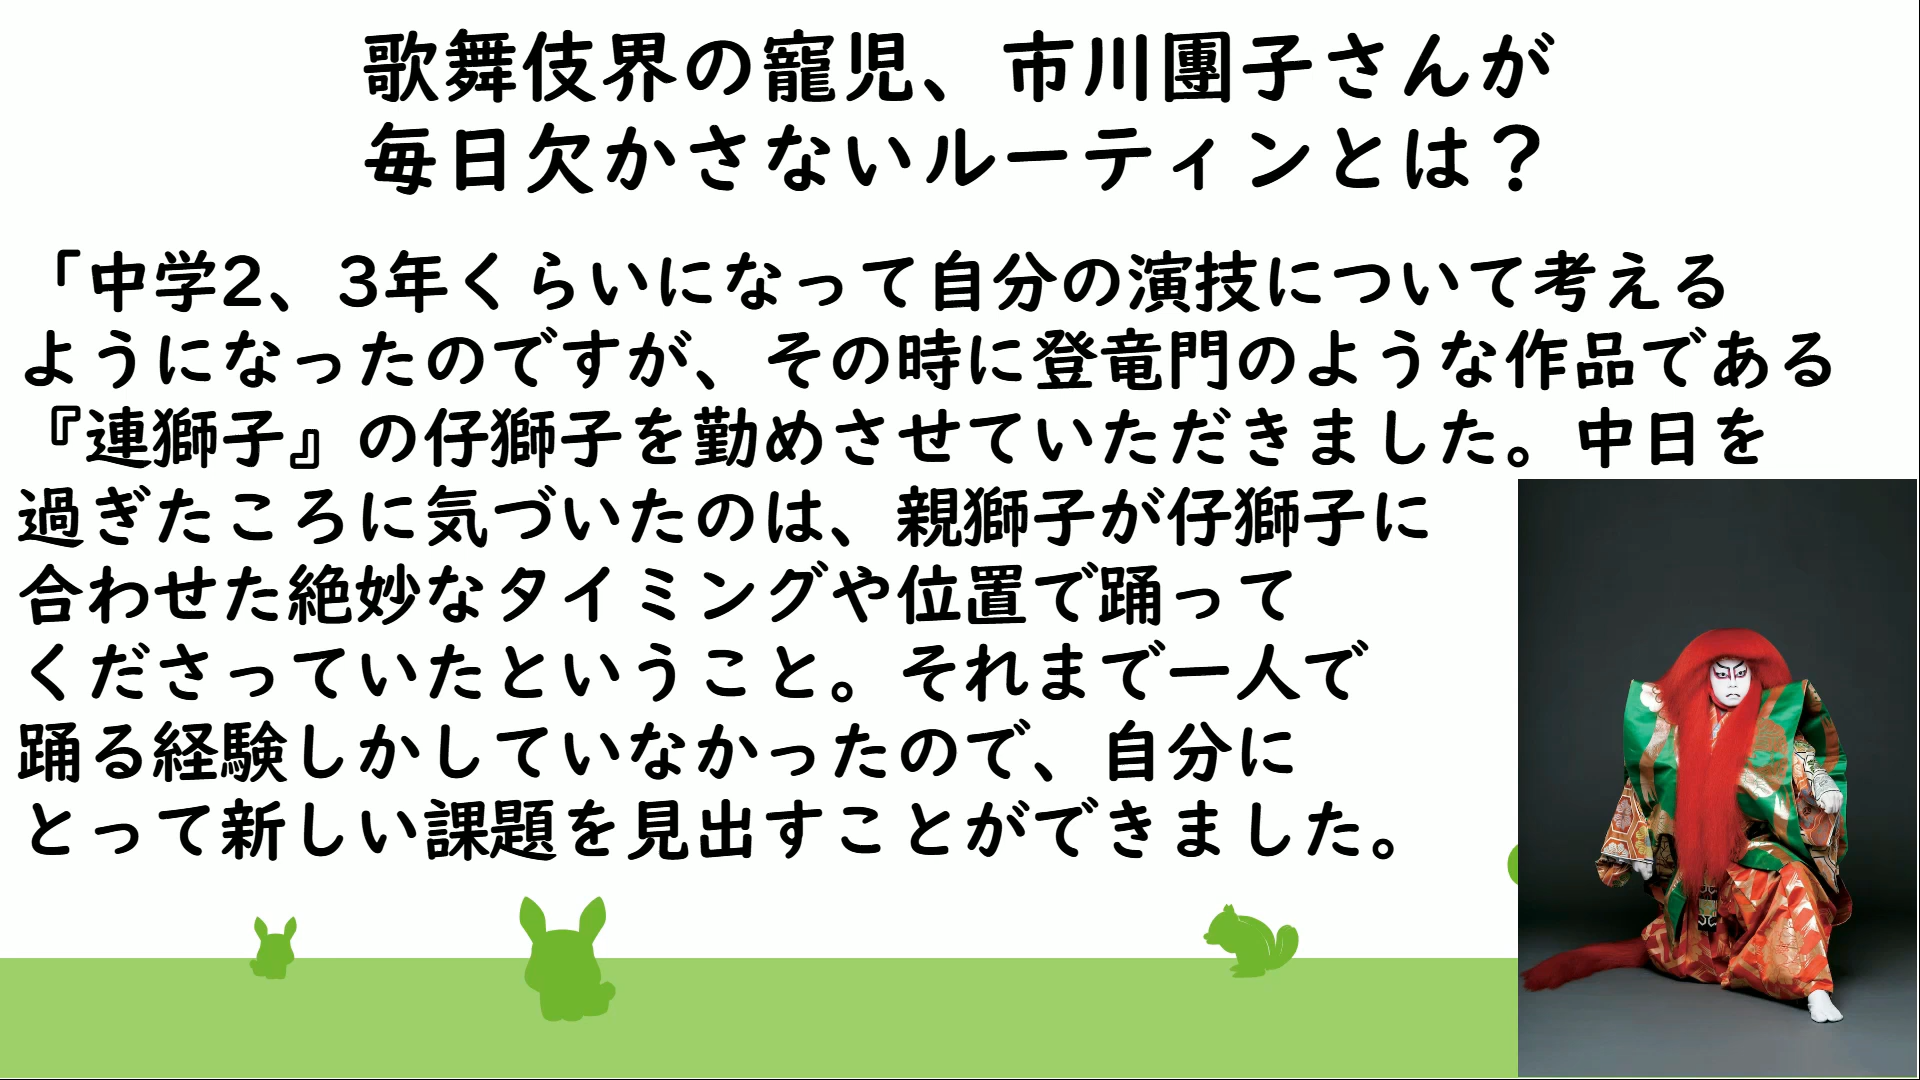 歌舞伎界の寵児、市川團子さんが
毎日欠かさないルーティンとは？
「中学2、3年くらいになって自分の演技について考える
ようになったのですが、その時に登竜門のような作品である
『連獅子』の仔獅子を勤めさせていただきました。中日を
過ぎたころに気づいたのは、親獅子が仔獅子に
合わせた絶妙なタイミングや位置で踊って
くださっていたということ。それまで一人で
踊る経験しかしていなかったので、自分に
とって新しい課題を見出すことができました。